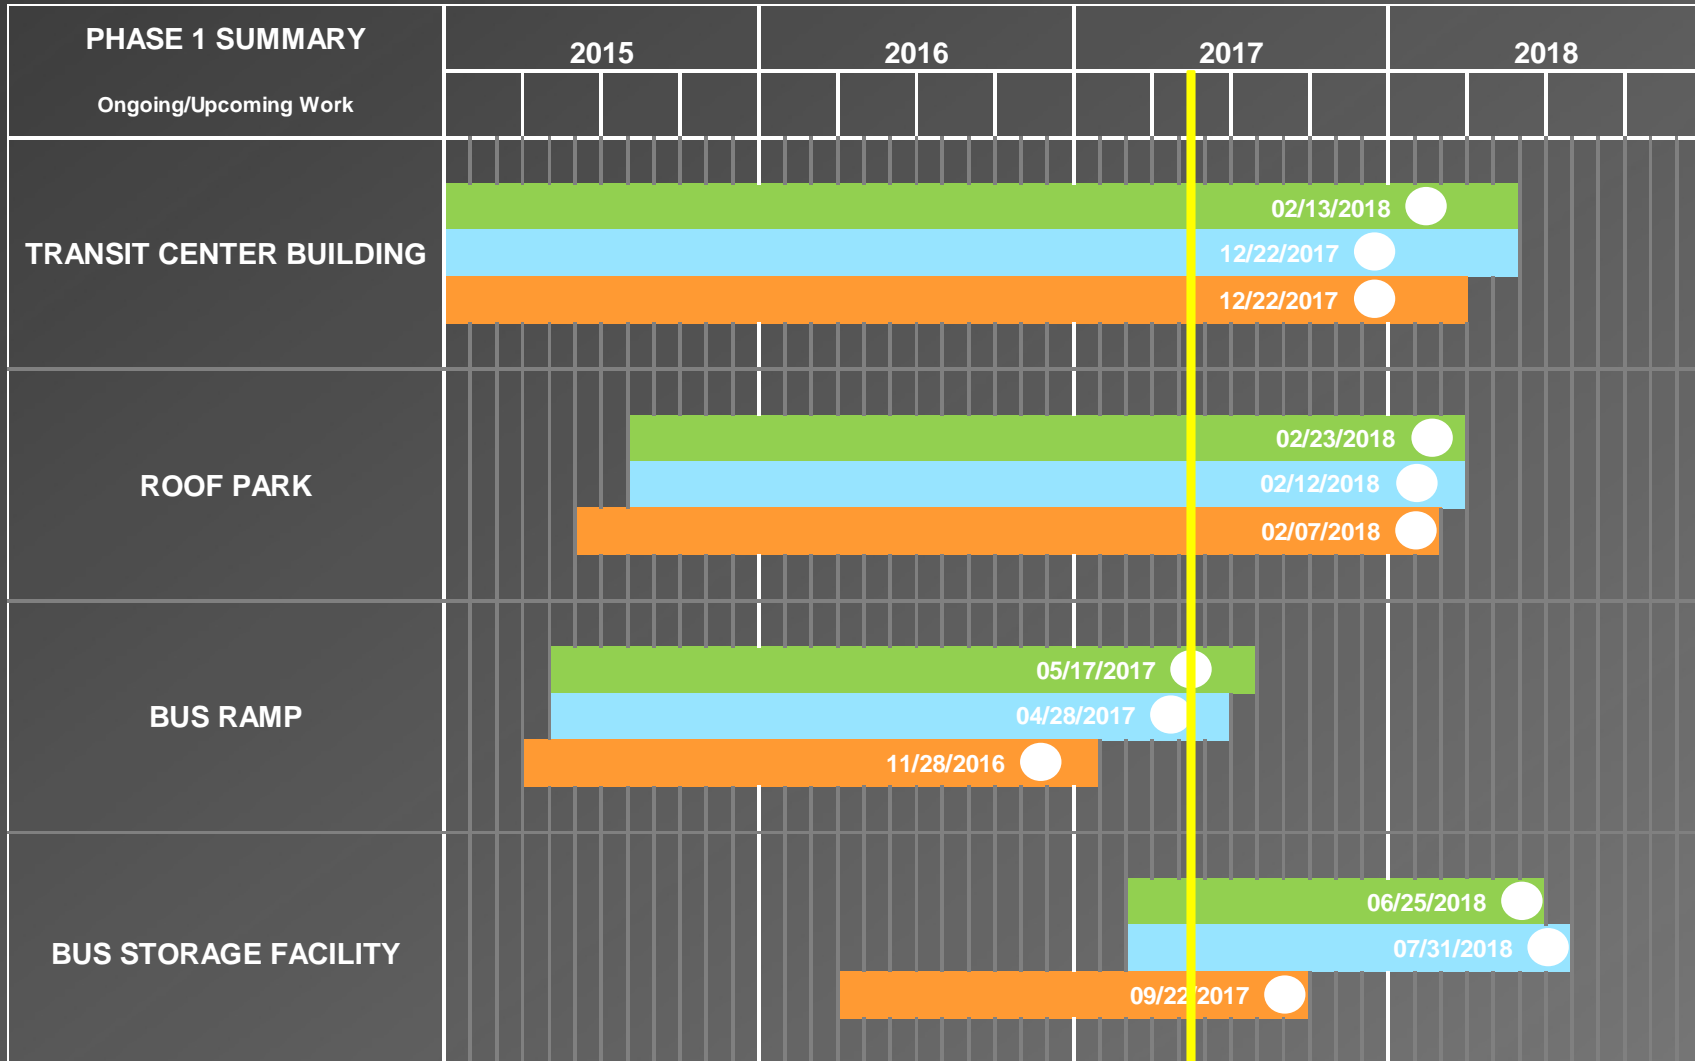 PHASE 1 SUMMARY
Ongoing/Upcoming Work
2015 2016 2017 2018
TRANSIT CENTER BUILDING
02/13/2018
12/22/2017
12/22/2017
ROOF PARK
02/23/2018
02/12/2018
02/07/2018
BUS RAMP
05/17/2017
04/28/2017
11/28/2016
BUS STORAGE FACILITY
06/25/2018
07/31/2018
09/22/2017